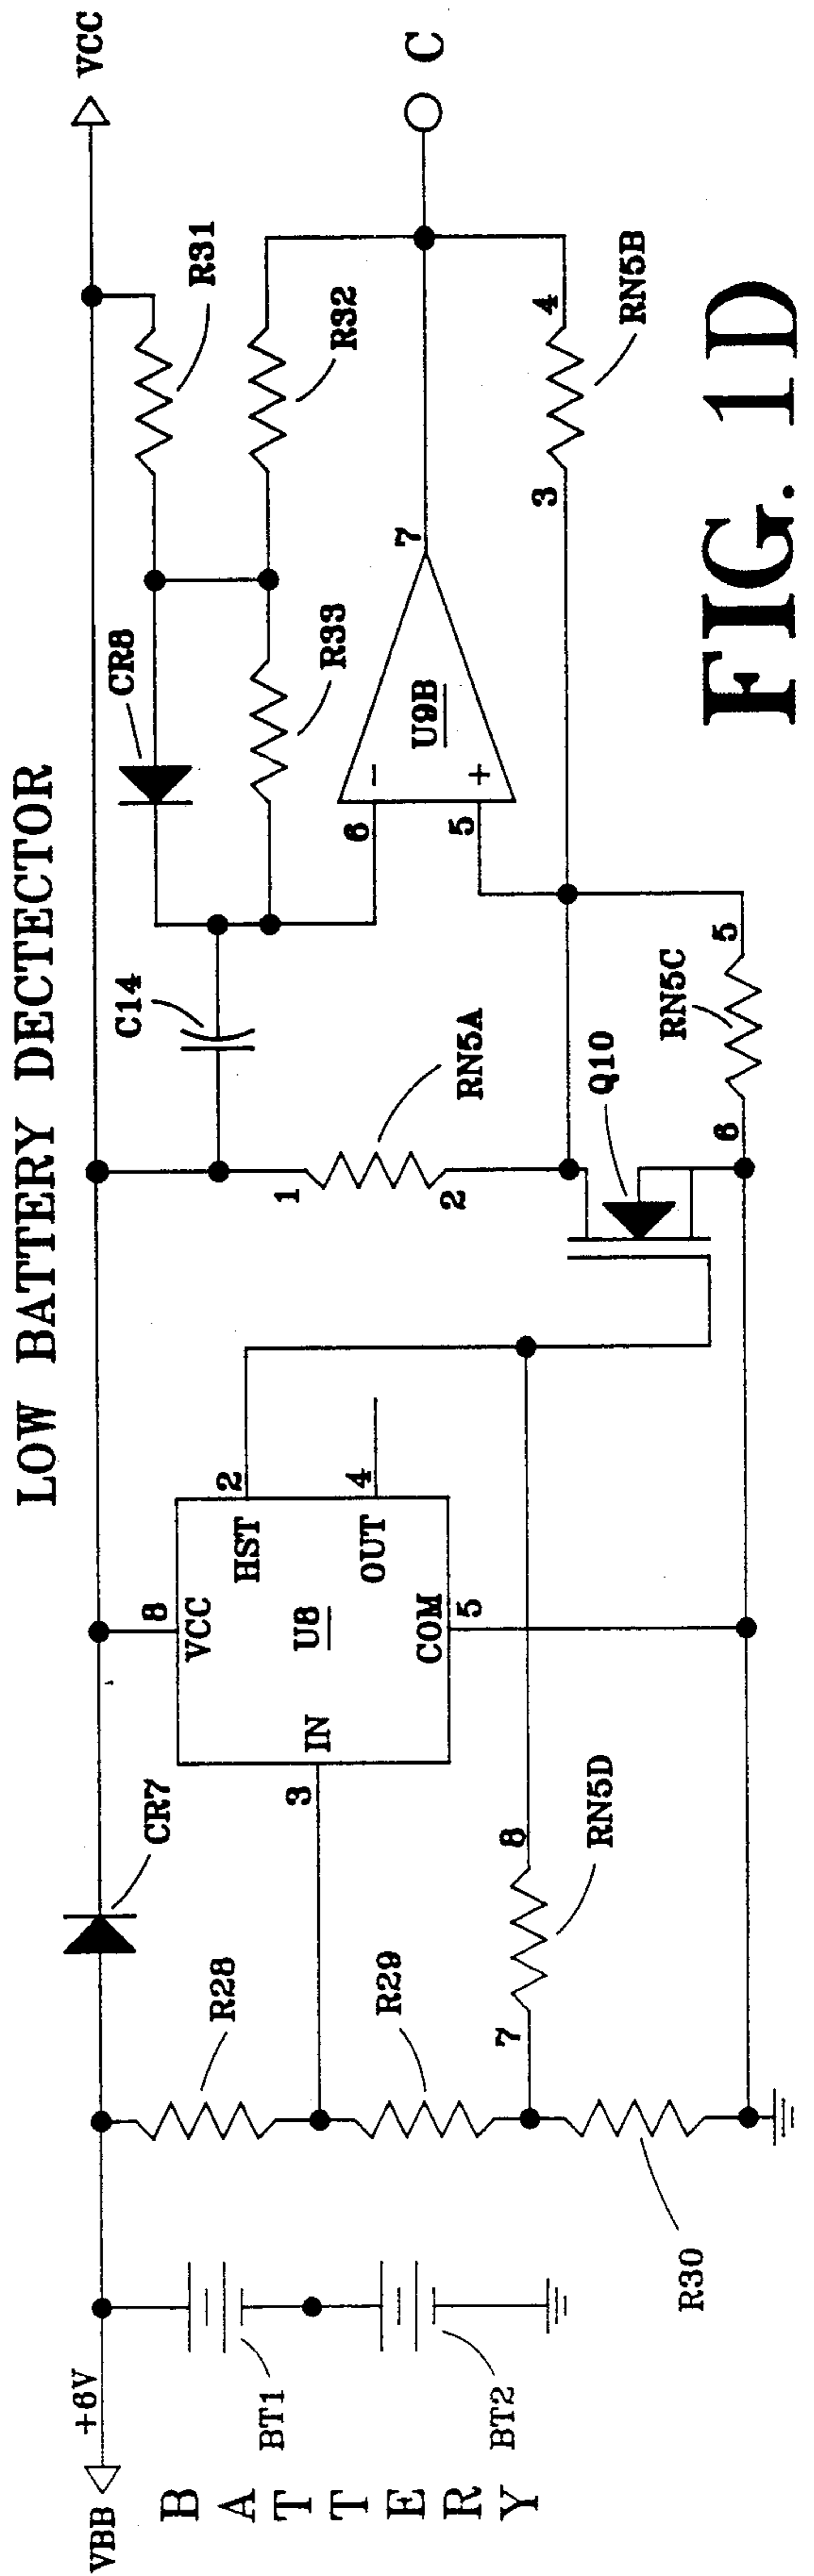 LOW BATTERY DECTECTOR
VBB
+6V
VCC
BATTERY
BT1
BT2
CR7
R28
R29
R30
3
IN
8
VCC
U8
HST
2
OUT
4
COM
5
7
8
RN5D
C14
1
2
RN5A
Q10
6
5
RN5C
CR8
R31
R33
R32
6
-
5
+
U9B
7
C
3
4
RN5B
FIG. 1D